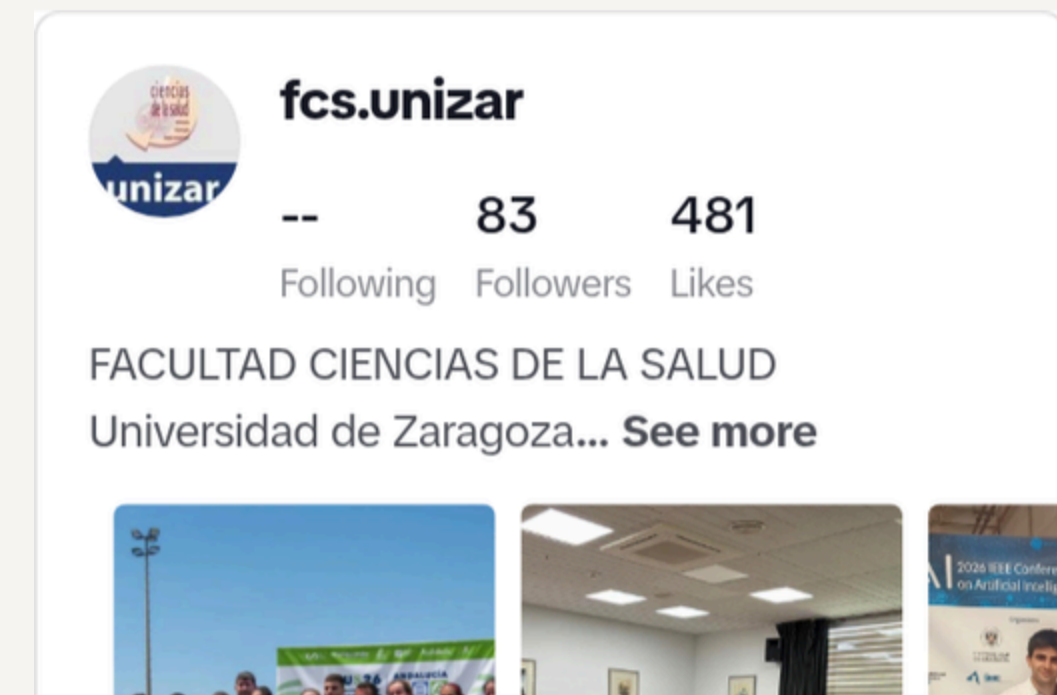 ciencias
de la salud
unizar
fcs.unizar
-- 83 481
Following Followers Likes
FACULTAD CIENCIAS DE LA SALUD
Universidad de Zaragoza... See more
ANDALUCÍA
2026 IEEE Confere
on Artificial Intellig